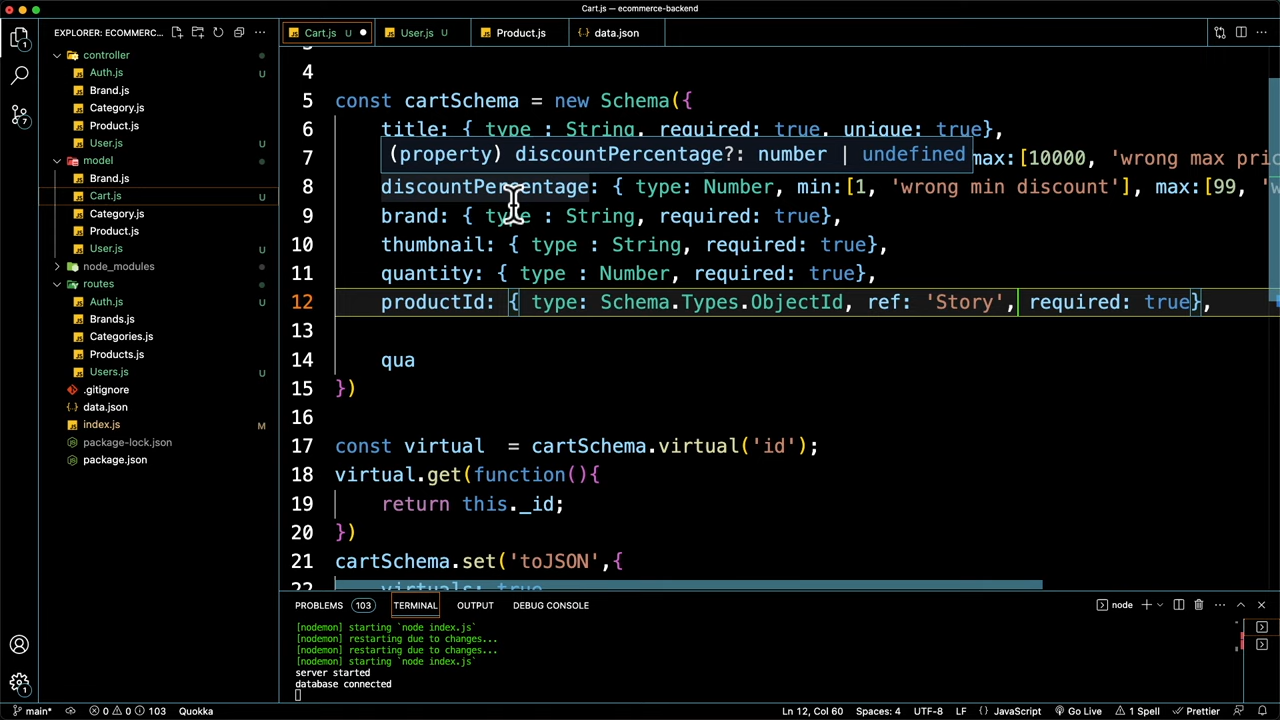 Cart.js — ecommerce-backend
EXPLORER: ECOMMERC...
controller
Auth.js U
Brand.js
Category.js
Product.js
User.js U
model
Brand.js
Cart.js U
Category.js
Product.js
User.js U
node_modules
routes
Auth.js U
Brands.js
Categories.js
Products.js
Users.js U
.gitignore
data.json
index.js M
package-lock.json
package.json
Cart.js U
User.js U
Product.js
data.json
4
5 const cartSchema = new Schema({
6 title: { type : String, required: true, unique: true},
(property) discountPercentage?: number | undefined
7 max:[10000, 'wrong max pric
8 discountPercentage: { type: Number, min:[1, 'wrong min discount'], max:[99, 'w
9 brand: { type : String, required: true},
10 thumbnail: { type : String, required: true},
11 quantity: { type : Number, required: true},
12 productId: { type: Schema.Types.ObjectId, ref: 'Story', required: true},
13
14 qua
15 })
16
17 const virtual = cartSchema.virtual('id');
18 virtual.get(function(){
19 return this._id;
20 })
21 cartSchema.set('toJSON',{
22 virtuals: true
PROBLEMS 103 TERMINAL OUTPUT DEBUG CONSOLE node
[nodemon] starting `node index.js`
[nodemon] restarting due to changes...
[nodemon] restarting due to changes...
[nodemon] starting `node index.js`
server started
database connected
main* 0 0 103 Quokka Ln 12, Col 60 Spaces: 4 UTF-8 LF {} JavaScript Go Live 1 Spell Prettier